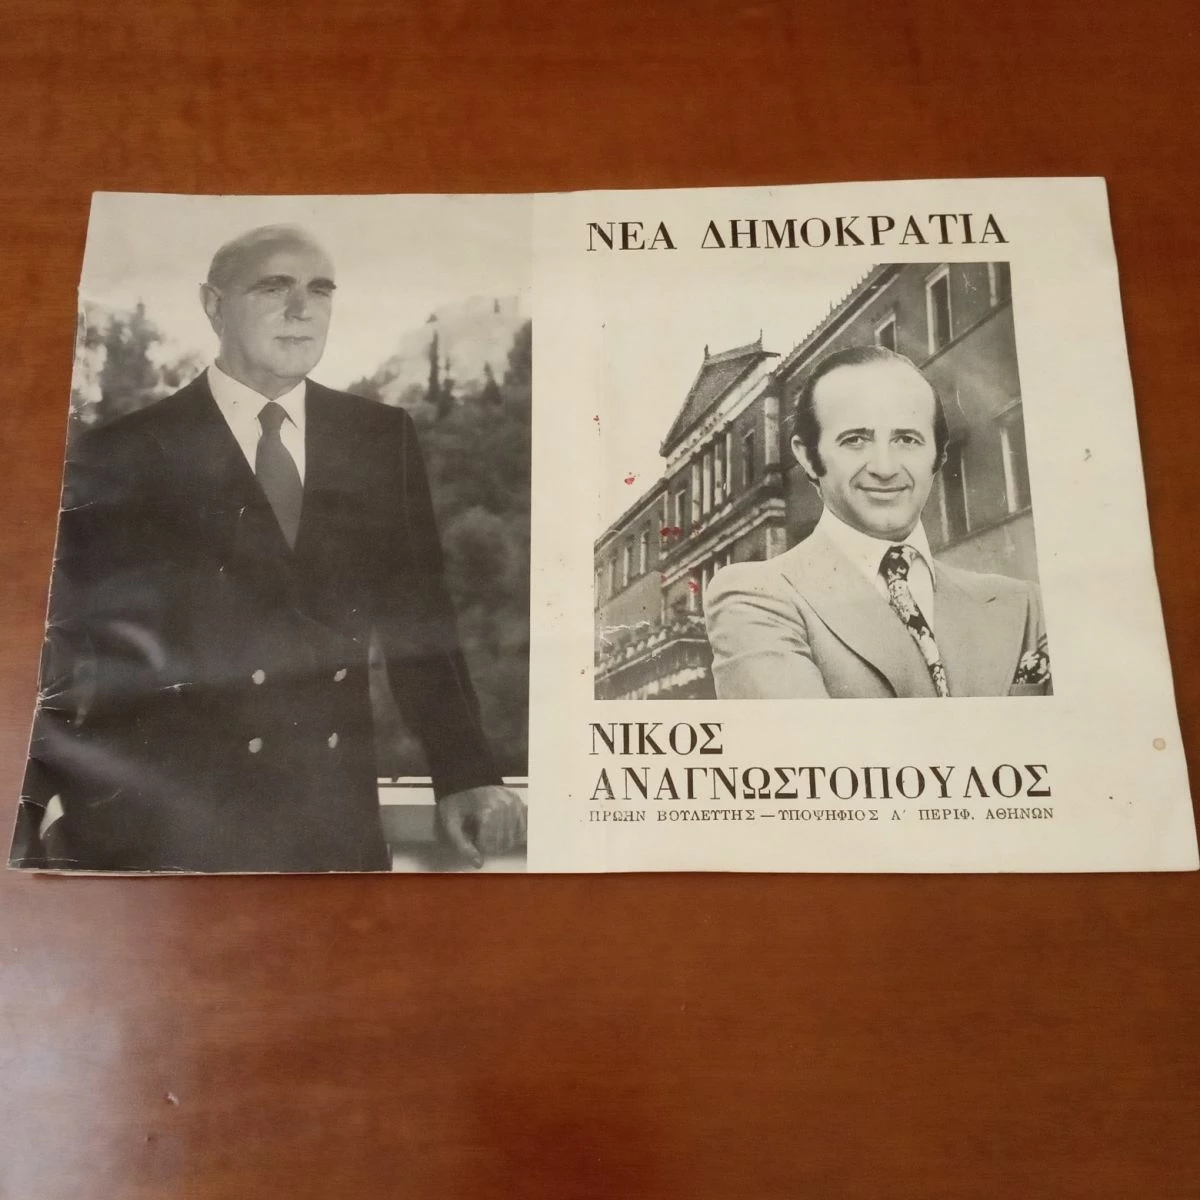 ΝΕΑ ΔΗΜΟΚΡΑΤΙΑ
ΝΙΚΟΣ
ΑΝΑΓΝΩΣΤΟΠΟΥΛΟΣ
ΠΡΩΗΝ ΒΟΥΛΕΥΤΗΣ — ΥΠΟΨΗΦΙΟΣ Α' ΠΕΡΙΦ. ΑΘΗΝΩΝ